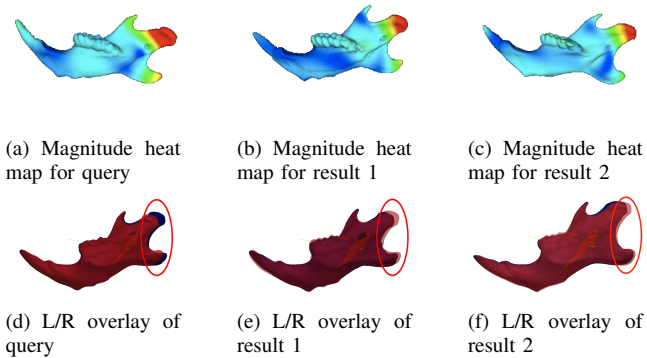 (a) Magnitude heat
map for query
(b) Magnitude heat
map for result 1
(c) Magnitude heat
map for result 2
(d) L/R overlay of
query
(e) L/R overlay of
result 1
(f) L/R overlay of
result 2